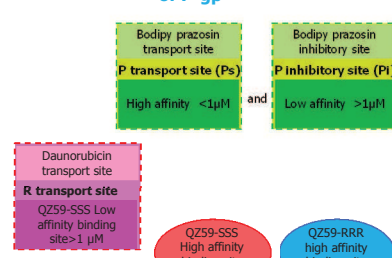 Bodipy prazosin
transport site
P transport site (Ps)
High affinity <1µM
and
Bodipy prazosin
inhibitory site
P inhibitory site (Pi)
Low affinity >1µM
Daunorubicin
transport site
R transport site
QZ59-SSS Low
affinity binding
site>1 µM
QZ59-SSS
High affinity
QZ59-RRR
high affinity